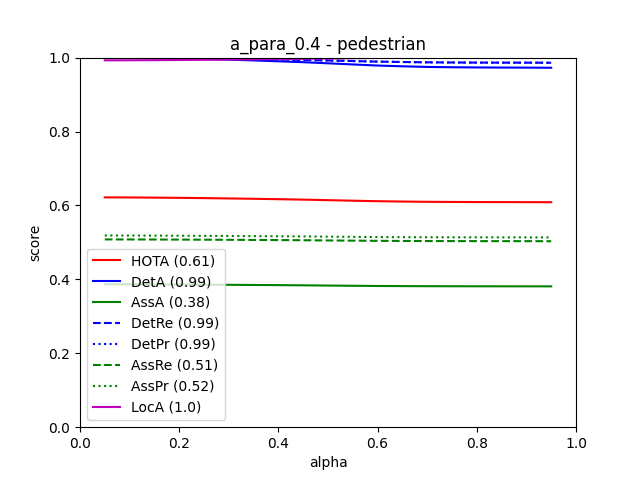 a_para_0.4 - pedestrian
1.0
0.8
0.6
0.4
0.2
0.0
score
HOTA (0.61)
DetA (0.99)
AssA (0.38)
DetRe (0.99)
DetPr (0.99)
AssRe (0.51)
AssPr (0.52)
LocA (1.0)
0.0 0.2 0.4 0.6 0.8 1.0
alpha